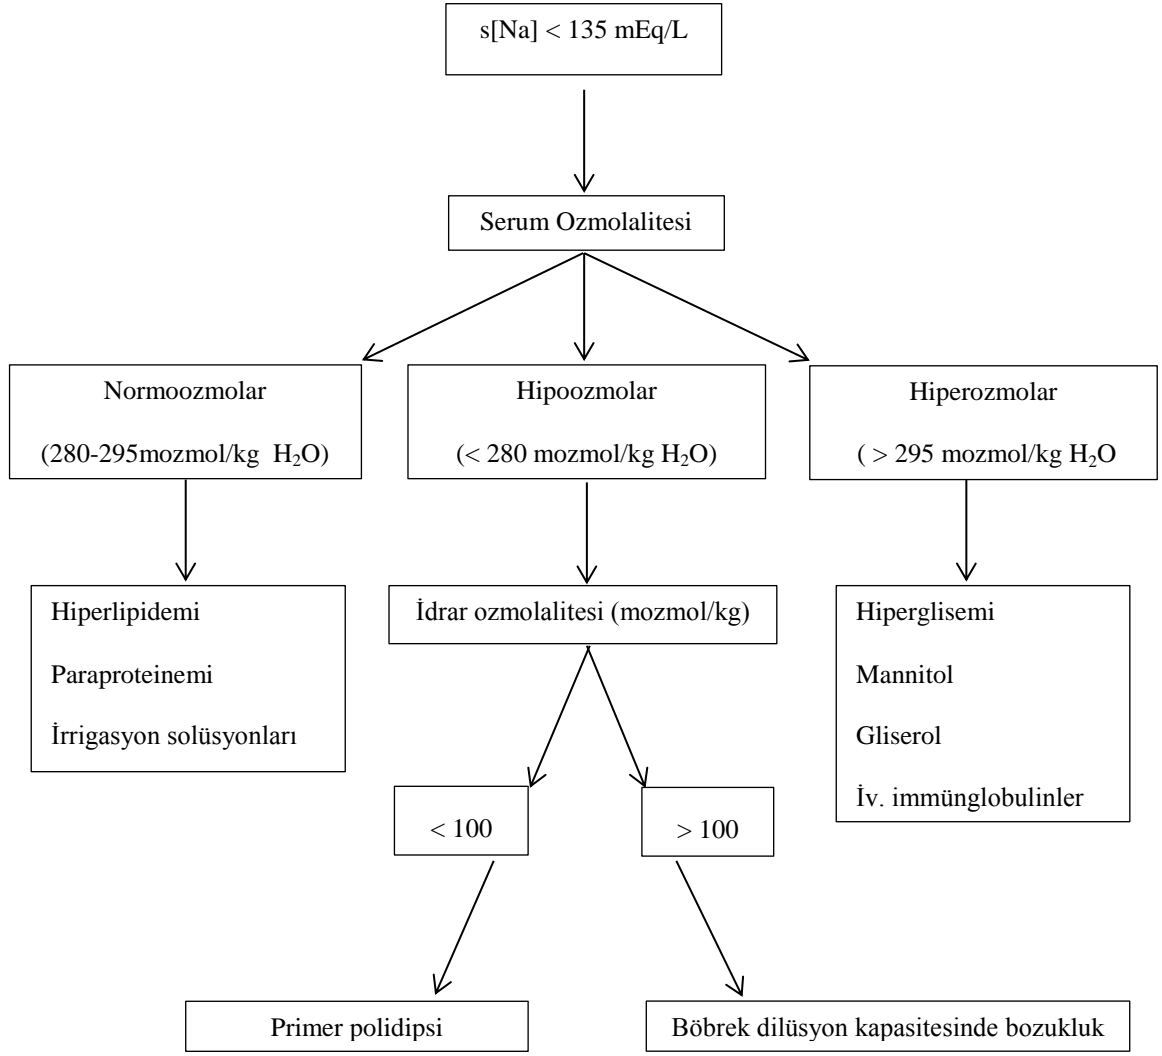 s[Na] < 135 mEq/L
Serum Ozmolalitesi
Normoozmolar
(280-295mozmol/kg H₂O)
Hipoozmolar
(< 280 mozmol/kg H₂O)
Hiperozmolar
( > 295 mozmol/kg H₂O
Hiperlipidemi
Paraproteinemi
İrrigasyon solüsyonları
İdrar ozmolalitesi (mozmol/kg)
Hiperglisemi
Mannitol
Gliserol
İv. immünglobulinler
< 100
> 100
Primer polidipsi
Böbrek dilüsyon kapasitesinde bozukluk